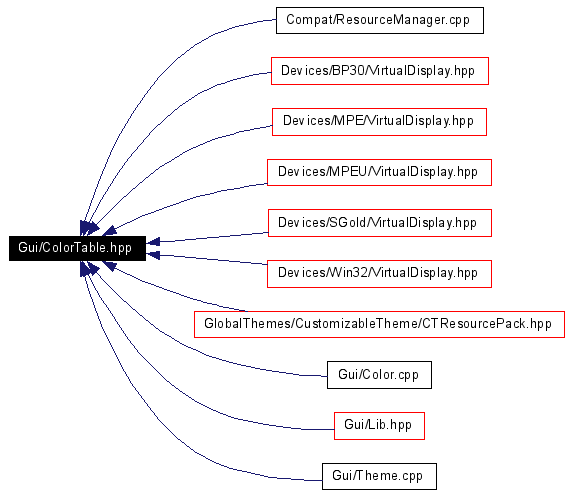 Compat/ResourceManager.cpp
Devices/BP30/VirtualDisplay.hpp
Devices/MPE/VirtualDisplay.hpp
Devices/MPEU/VirtualDisplay.hpp
Devices/SGold/VirtualDisplay.hpp
Gui/ColorTable.hpp
Devices/Win32/VirtualDisplay.hpp
GlobalThemes/CustomizableTheme/CTResourcePack.hpp
Gui/Color.cpp
Gui/Lib.hpp
Gui/Theme.cpp